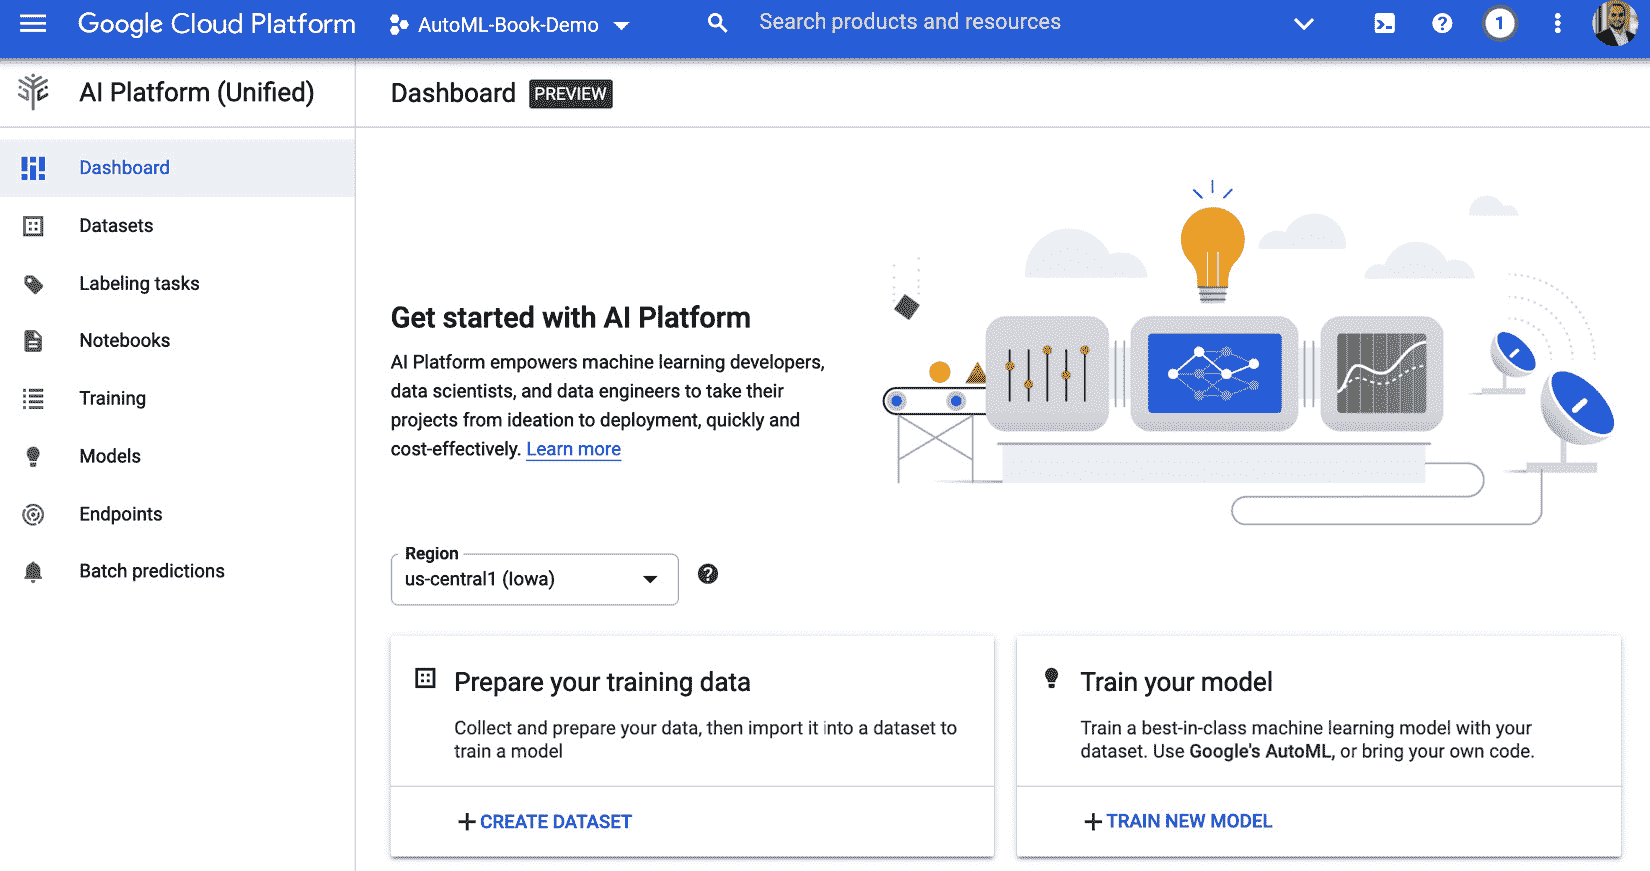 Google Cloud Platform
AutoML-Book-Demo
Search products and resources
1
AI Platform (Unified)
Dashboard PREVIEW
Dashboard
Datasets
Labeling tasks
Notebooks
Training
Models
Endpoints
Batch predictions
Get started with AI Platform
AI Platform empowers machine learning developers,
data scientists, and data engineers to take their
projects from ideation to deployment, quickly and
cost-effectively. Learn more
Region
us-central1 (Iowa)
Prepare your training data
Collect and prepare your data, then import it into a dataset to
train a model
+ CREATE DATASET
Train your model
Train a best-in-class machine learning model with your
dataset. Use Google's AutoML, or bring your own code.
+ TRAIN NEW MODEL